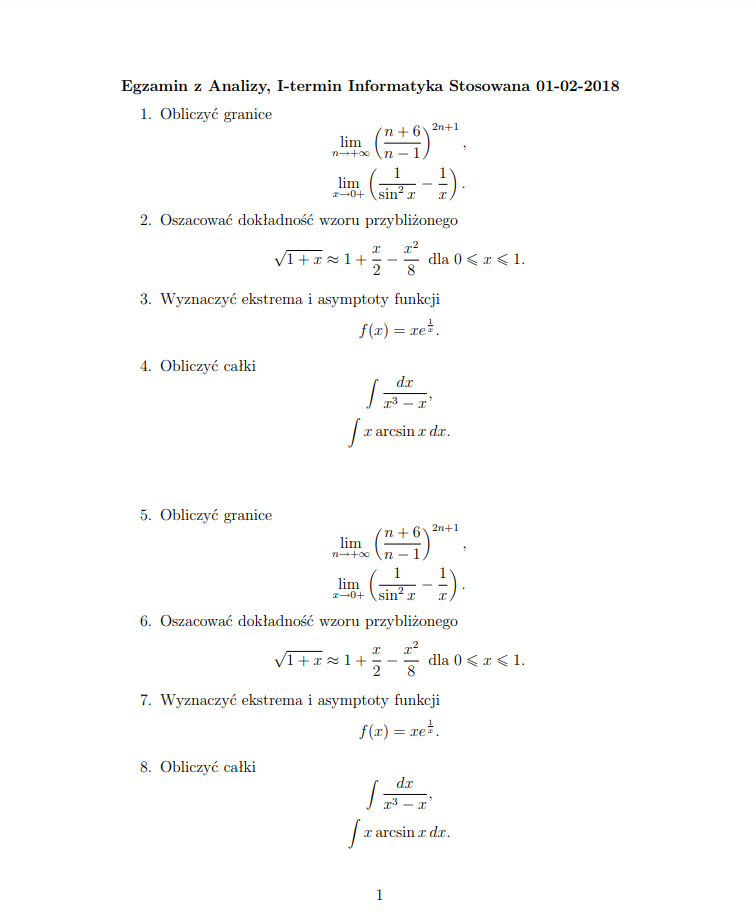 Egzamin z Analizy, I-termin Informatyka Stosowana 01-02-2018
1. Obliczyć granice
\lim_{n \to +\infty} \left( \frac{n+6}{n-1} \right)^{2n+1},
\lim_{x \to 0+} \left( \frac{1}{\sin^2 x} - \frac{1}{x} \right).
2. Oszacować dokładność wzoru przybliżonego
\sqrt{1+x} \approx 1 + \frac{x}{2} - \frac{x^2}{8} dla 0 \leqslant x \leqslant 1.
3. Wyznaczyć ekstrema i asymptoty funkcji
f(x) = xe^{\frac{1}{x}}.
4. Obliczyć całki
\int \frac{dx}{x^3 - x},
\int x \arcsin x \, dx.
5. Obliczyć granice
\lim_{n \to +\infty} \left( \frac{n+6}{n-1} \right)^{2n+1},
\lim_{x \to 0+} \left( \frac{1}{\sin^2 x} - \frac{1}{x} \right).
6. Oszacować dokładność wzoru przybliżonego
\sqrt{1+x} \approx 1 + \frac{x}{2} - \frac{x^2}{8} dla 0 \leqslant x \leqslant 1.
7. Wyznaczyć ekstrema i asymptoty funkcji
f(x) = xe^{\frac{1}{x}}.
8. Obliczyć całki
\int \frac{dx}{x^3 - x},
\int x \arcsin x \, dx.
1